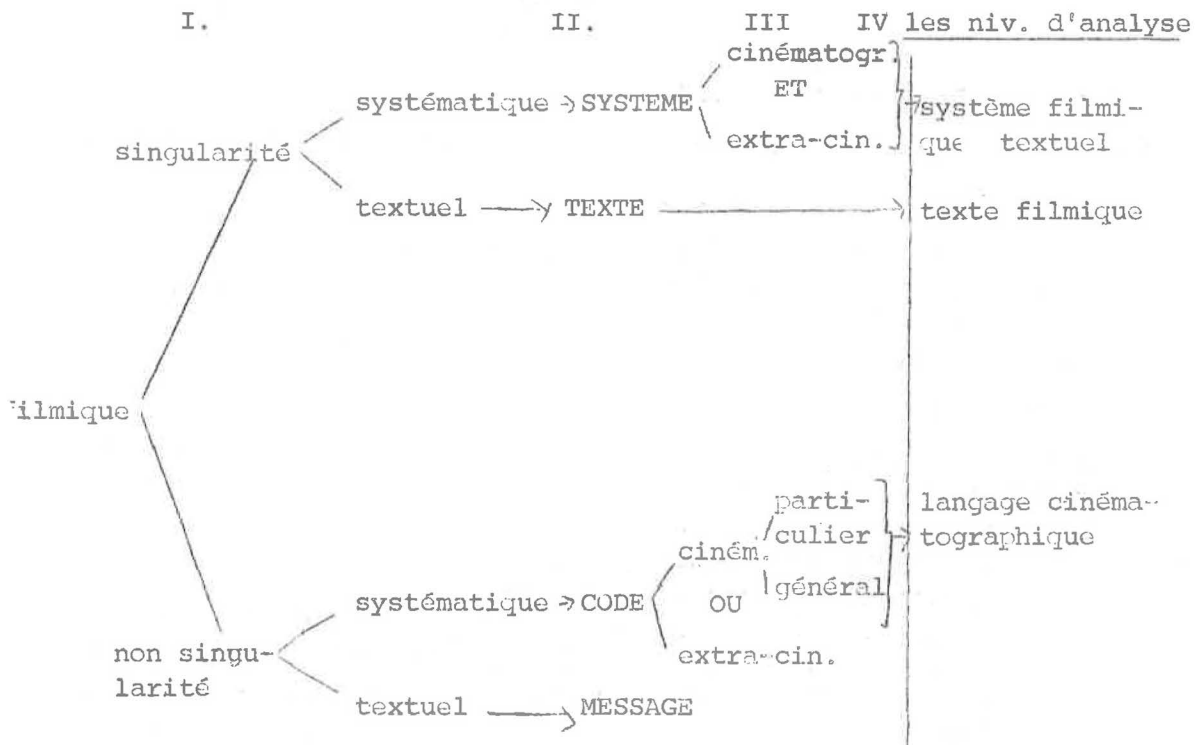 I. II. III IV les niv. d'analyse
cinématogr.
systématique → SYSTEME ET système filmi-
singularité extra-cin. que textuel
textuel → TEXTE → texte filmique
ilmique
parti- langage cinéma-
ciném. culier → tographique
systématique → CODE OU général
non singu- extra-cin.
larité
textuel → MESSAGE